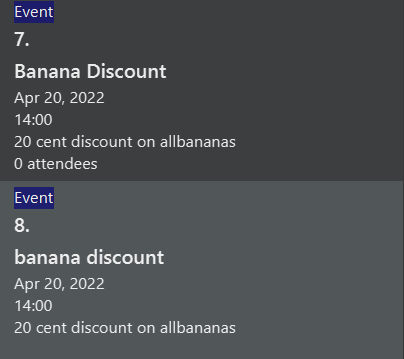 Event
7.
Banana Discount
Apr 20, 2022
14:00
20 cent discount on allbananas
0 attendees
Event
8.
banana discount
Apr 20, 2022
14:00
20 cent discount on allbananas